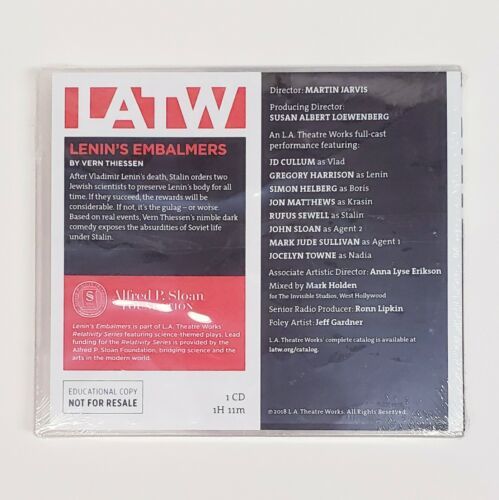 LATW
LENIN'S EMBALMERS
BY VERN THIESSEN
After Vladimir Lenin's death, Stalin orders two
Jewish scientists to preserve Lenin's body for all
time. If they succeed, the rewards will be
considerable. If not, it's the gulag – or worse.
Based on real events, Vern Thiessen's nimble dark
comedy exposes the absurdities of Soviet life
under Stalin.
S
Alfred P. Sloan
FOUNDATION
Lenin's Embalmers is part of L.A. Theatre Works'
Relativity Series featuring science-themed plays. Lead
funding for the Relativity Series is provided by the
Alfred P. Sloan Foundation, bridging science and the
arts in the modern world.
EDUCATIONAL COPY
NOT FOR RESALE
1 CD
1H 11m
Director: MARTIN JARVIS
Producing Director:
SUSAN ALBERT LOEWENBERG
An L.A. Theatre Works full-cast
performance featuring:
JD CULLUM as Vlad
GREGORY HARRISON as Lenin
SIMON HELBERG as Boris
JON MATTHEWS as Krasin
RUFUS SEWELL as Stalin
JOHN SLOAN as Agent 2
MARK JUDE SULLIVAN as Agent 1
JOCELYN TOWNE as Nadia
Associate Artistic Director: Anna Lyse Erikson
Mixed by Mark Holden
for The Invisible Studios, West Hollywood
Senior Radio Producer: Ronn Lipkin
Foley Artist: Jeff Gardner
L.A. Theatre Works' complete catalog is available at
latw.org/catalog.
©2018 L.A. Theatre Works. All Rights Reserved.